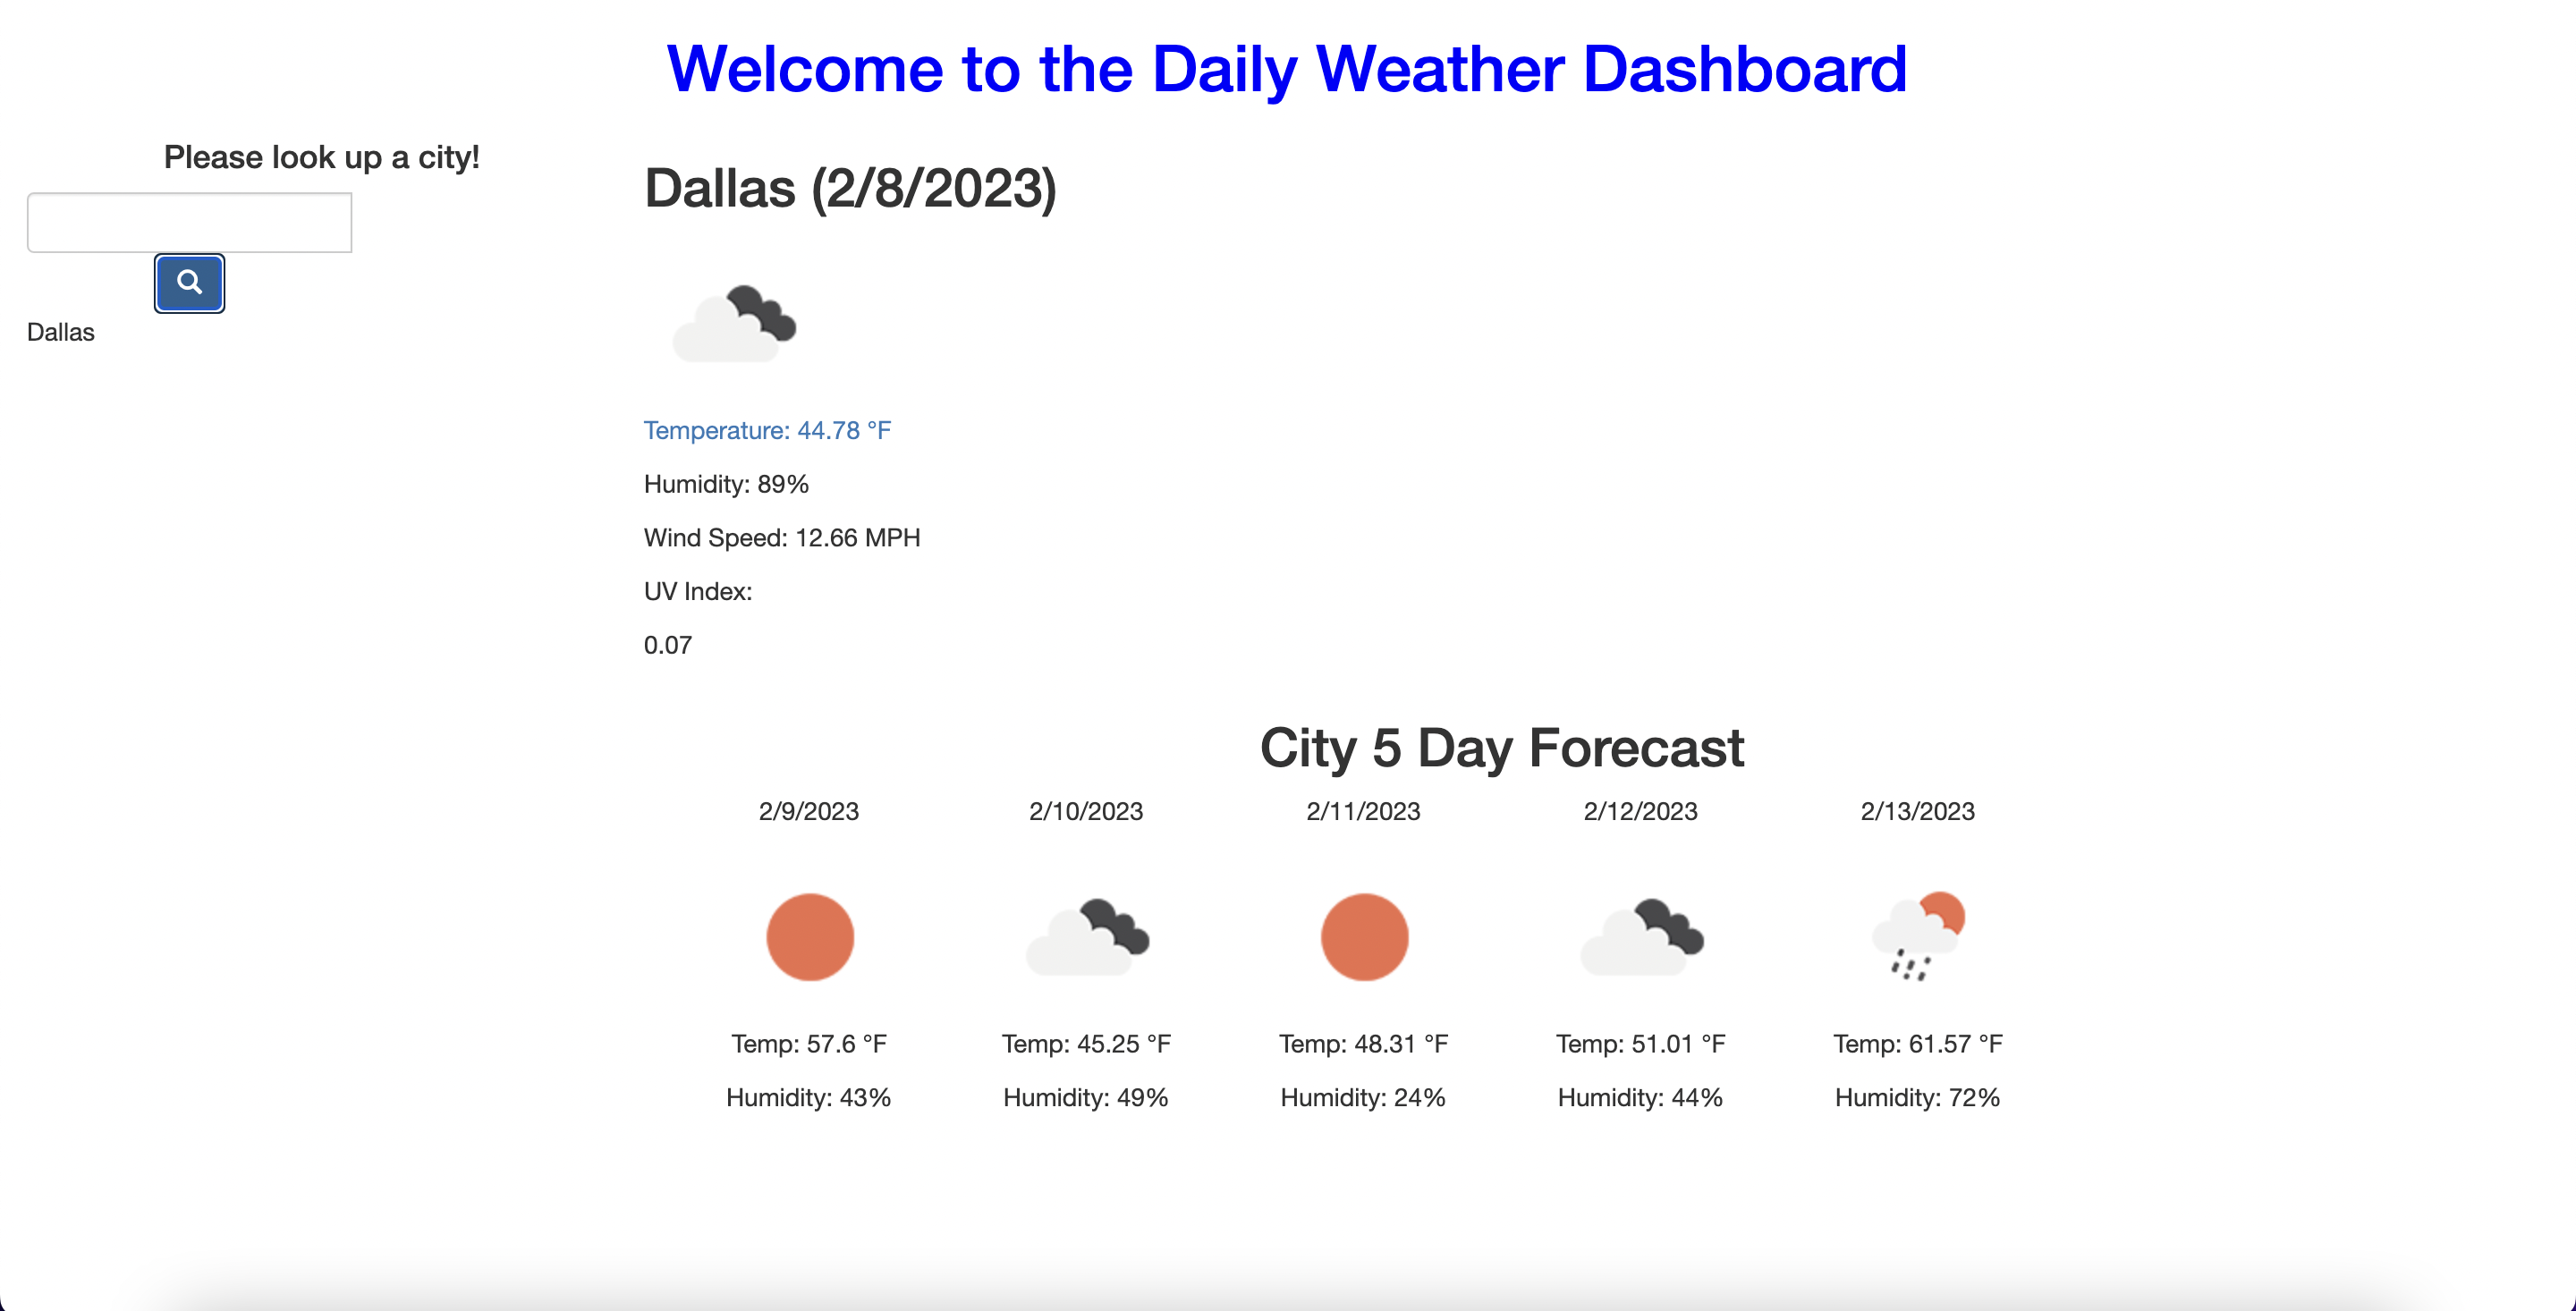 Welcome to the Daily Weather Dashboard
Please look up a city!
Dallas
Dallas (2/8/2023)
Temperature: 44.78 °F
Humidity: 89%
Wind Speed: 12.66 MPH
UV Index:
0.07
City 5 Day Forecast
2/9/2023 2/10/2023 2/11/2023 2/12/2023 2/13/2023
Temp: 57.6 °F Temp: 45.25 °F Temp: 48.31 °F Temp: 51.01 °F Temp: 61.57 °F
Humidity: 43% Humidity: 49% Humidity: 24% Humidity: 44% Humidity: 72%